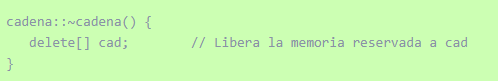 cadena::~cadena() {
   delete[] cad;        // Libera la memoria reservada a cad
}